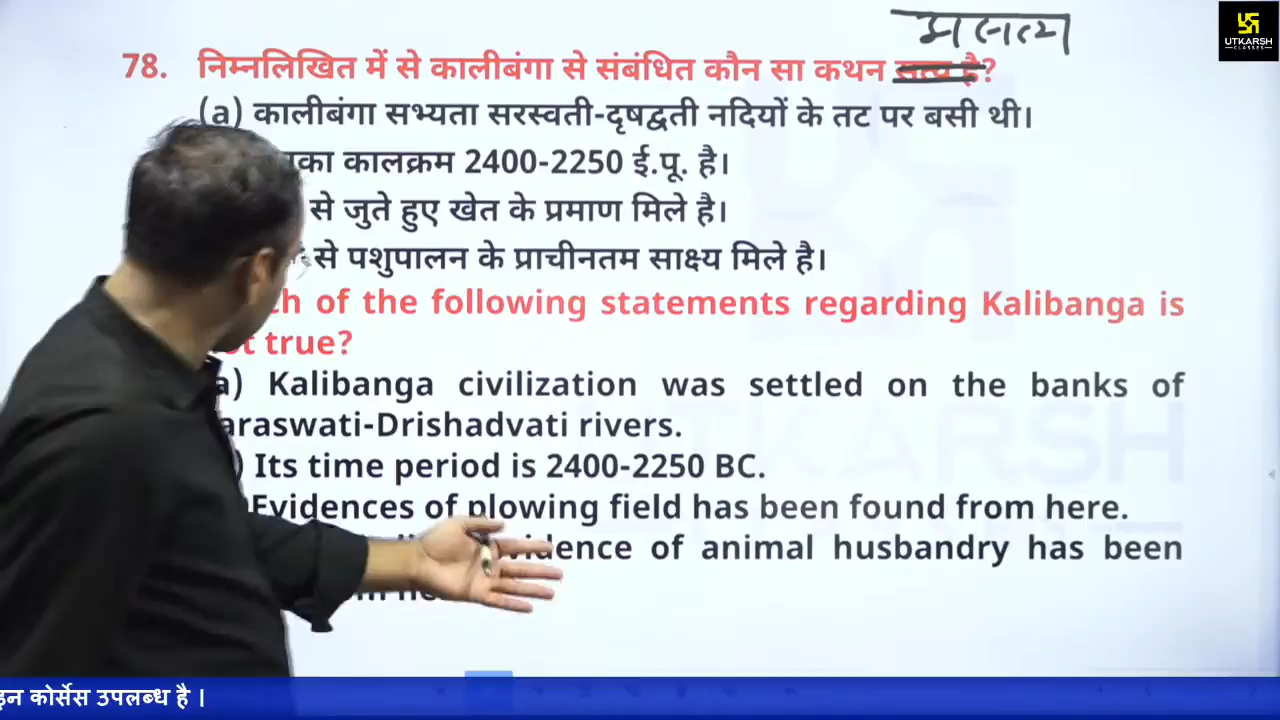 असत्य
UTKARSH
CLASSES
78. निम्नलिखित में से कालीबंगा से संबंधित कौन सा कथन सत्य है?
(a) कालीबंगा सभ्यता सरस्वती-दृषद्वती नदियों के तट पर बसी थी।
कालक्रम 2400-2250 ई.पू. है।
से जुते हुए खेत के प्रमाण मिले है।
से पशुपालन के प्राचीनतम साक्ष्य मिले है।
of the following statements regarding Kalibanga is
true?
a) Kalibanga civilization was settled on the banks of
araswati-Drishadvati rivers.
) Its time period is 2400-2250 BC.
Evidences of plowing field has been found from here.
of animal husbandry has been
UTKARSH
कोर्सेस उपलब्ध है ।